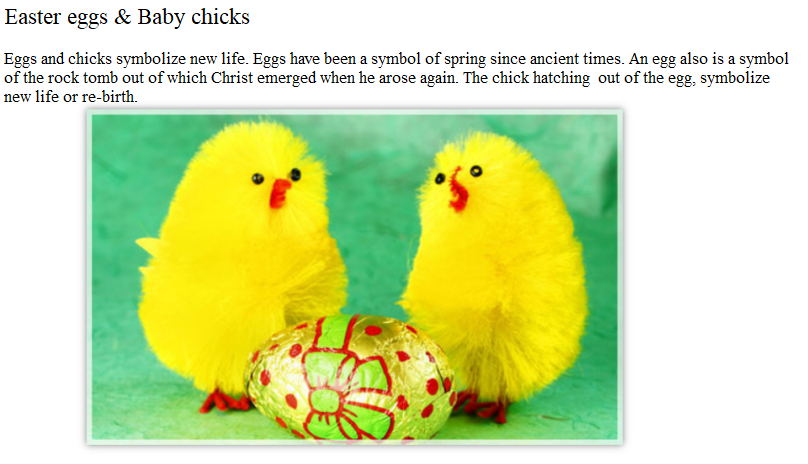 Easter eggs & Baby chicks
Eggs and chicks symbolize new life. Eggs have been a symbol of spring since ancient times. An egg also is a symbol
of the rock tomb out of which Christ emerged when he arose again. The chick hatching  out of the egg, symbolize
new life or re-birth.